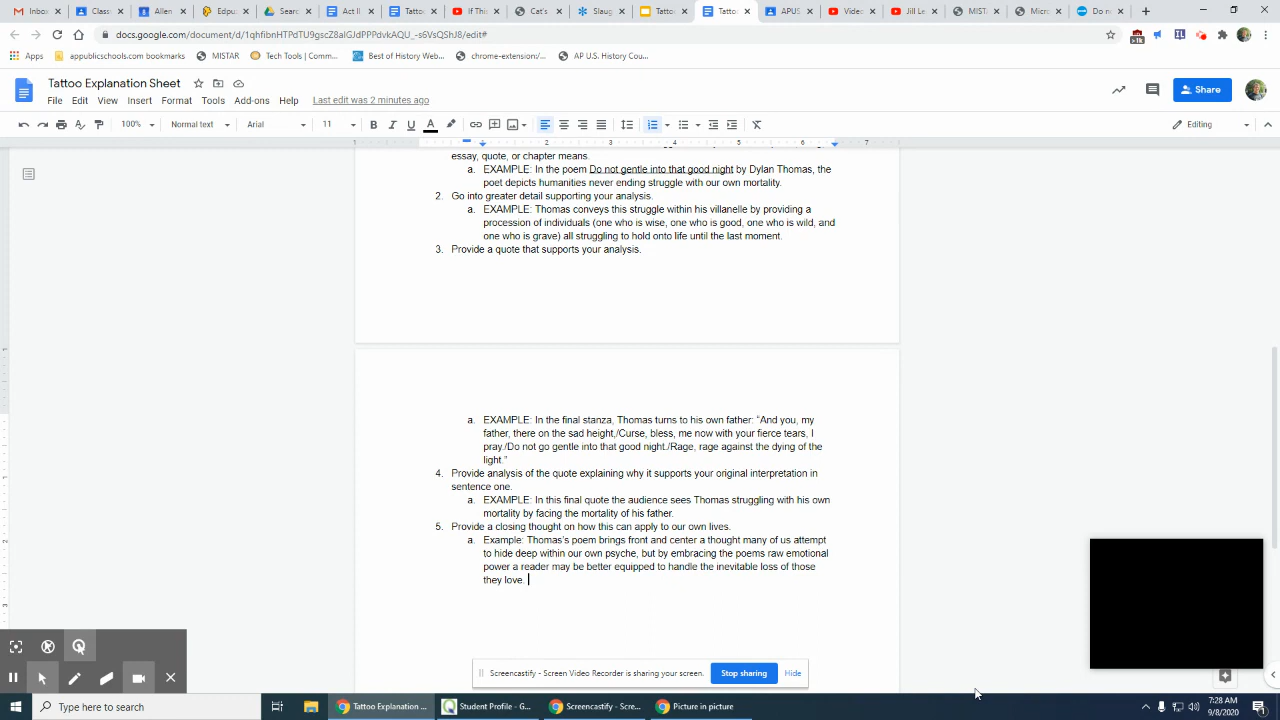 Inbo
Class
Allen
Edpu
Searc
Act II
Tatto
If The
Cat's
Slaug
Tatto
Tatto
APUS
Video
Jill Le
MIST
Micro
Do n
docs.google.com/document/d/1qhfibnHTPdTU9gscZ8aIGJdPPPdvkAQU_-s6VsQShJ8/edit#
Apps appublicschools.com bookmarks MISTAR Tech Tools | Comm... Best of History Web... chrome-extension:/... AP U.S. History Cou...
Tattoo Explanation Sheet
File Edit View Insert Format Tools Add-ons Help Last edit was 2 minutes ago
Share
100% Normal text Arial 11 B I U A Editing
1 1 2 3 4 5 6 7
essay, quote, or chapter means.
a. EXAMPLE: In the poem Do not gentle into that good night by Dylan Thomas, the
poet depicts humanities never ending struggle with our own mortality.
2. Go into greater detail supporting your analysis.
a. EXAMPLE: Thomas conveys this struggle within his villanelle by providing a
procession of individuals (one who is wise, one who is good, one who is wild, and
one who is grave) all struggling to hold onto life until the last moment.
3. Provide a quote that supports your analysis.
a. EXAMPLE: In the final stanza, Thomas turns to his own father: “And you, my
father, there on the sad height,/Curse, bless, me now with your fierce tears, I
pray./Do not go gentle into that good night./Rage, rage against the dying of the
light.”
4. Provide analysis of the quote explaining why it supports your original interpretation in
sentence one.
a. EXAMPLE: In this final quote the audience sees Thomas struggling with his own
mortality by facing the mortality of his father.
5. Provide a closing thought on how this can apply to our own lives.
a. Example: Thomas’s poem brings front and center a thought many of us attempt
to hide deep within our own psyche, but by embracing the poems raw emotional
power a reader may be better equipped to handle the inevitable loss of those
they love.
Screencastify - Screen Video Recorder is sharing your screen. Stop sharing Hide
Type here to search
Tattoo Explanation ...
Student Profile - G...
Screencastify - Scre...
Picture in picture
7:28 AM
9/8/2020